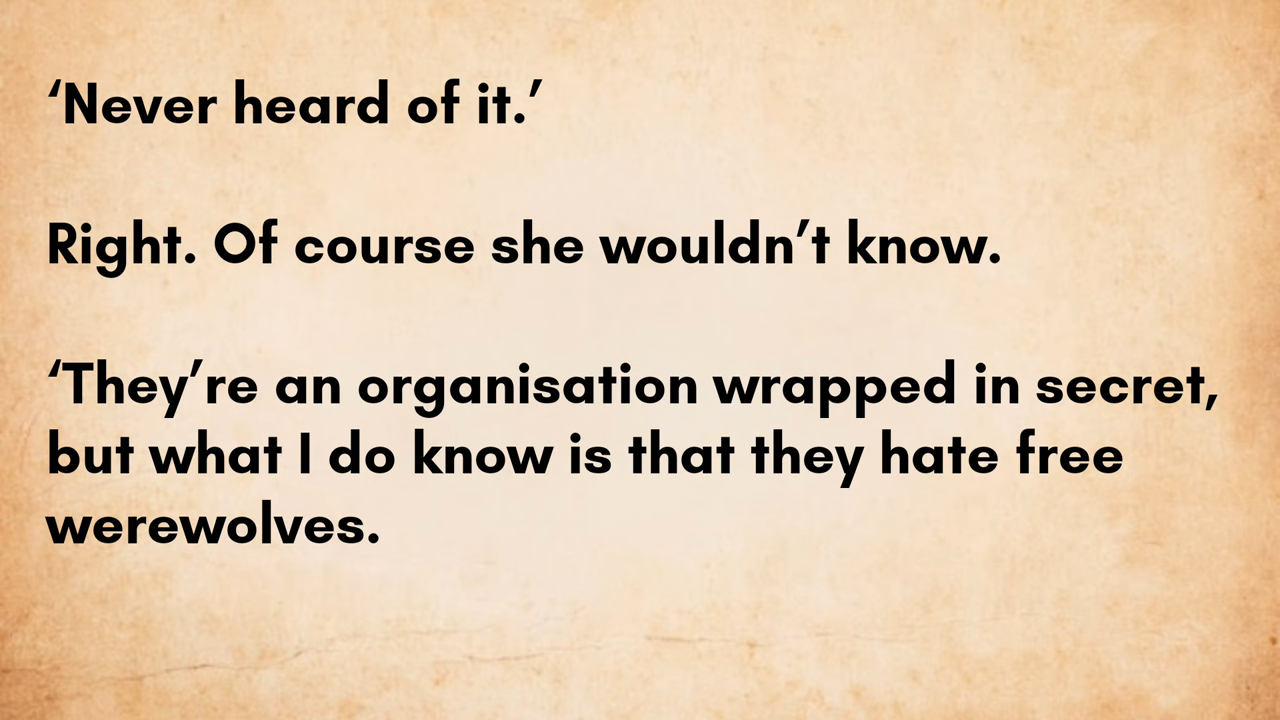 ‘Never heard of it.’
Right. Of course she wouldn’t know.
‘They’re an organisation wrapped in secret,
but what I do know is that they hate free
werewolves.